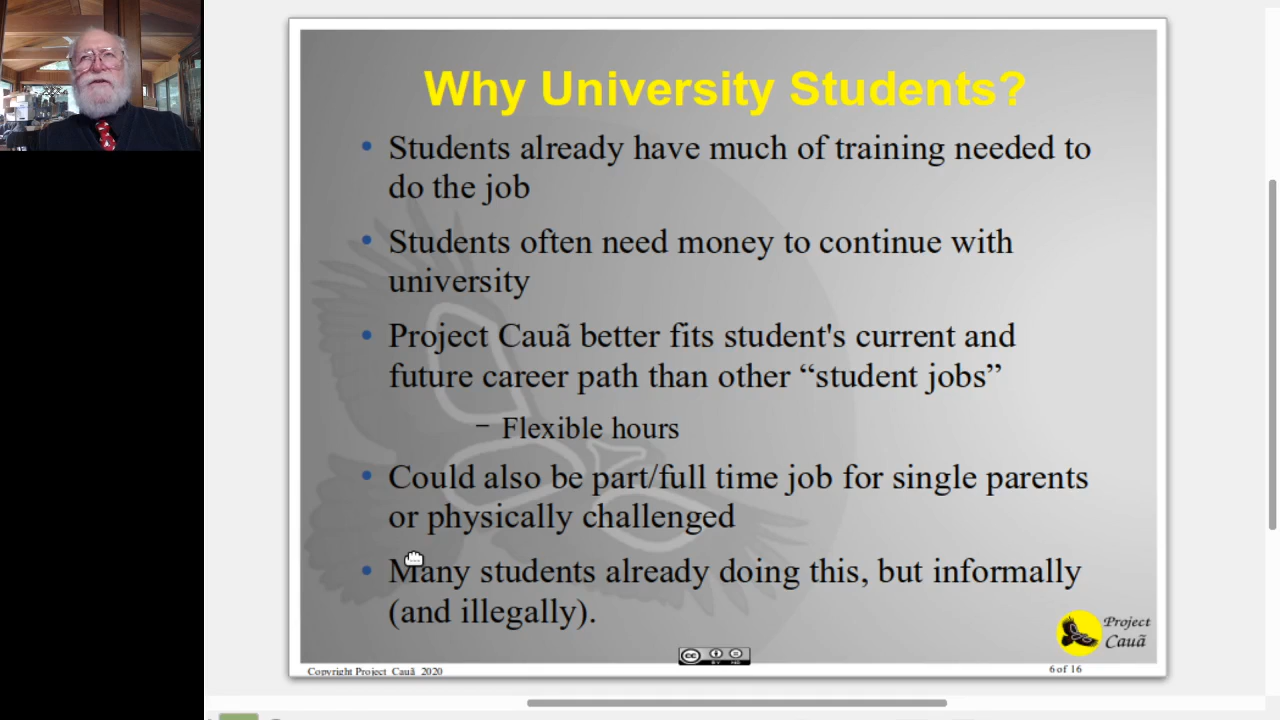 Why University Students?
• Students already have much of training needed to
do the job
• Students often need money to continue with
university
• Project Cauã better fits student's current and
future career path than other “student jobs”
– Flexible hours
• Could also be part/full time job for single parents
or physically challenged
• Many students already doing this, but informally
(and illegally).
Project
Cauã
cc BY ND
Copyright Project Cauã 2020
6 of 16